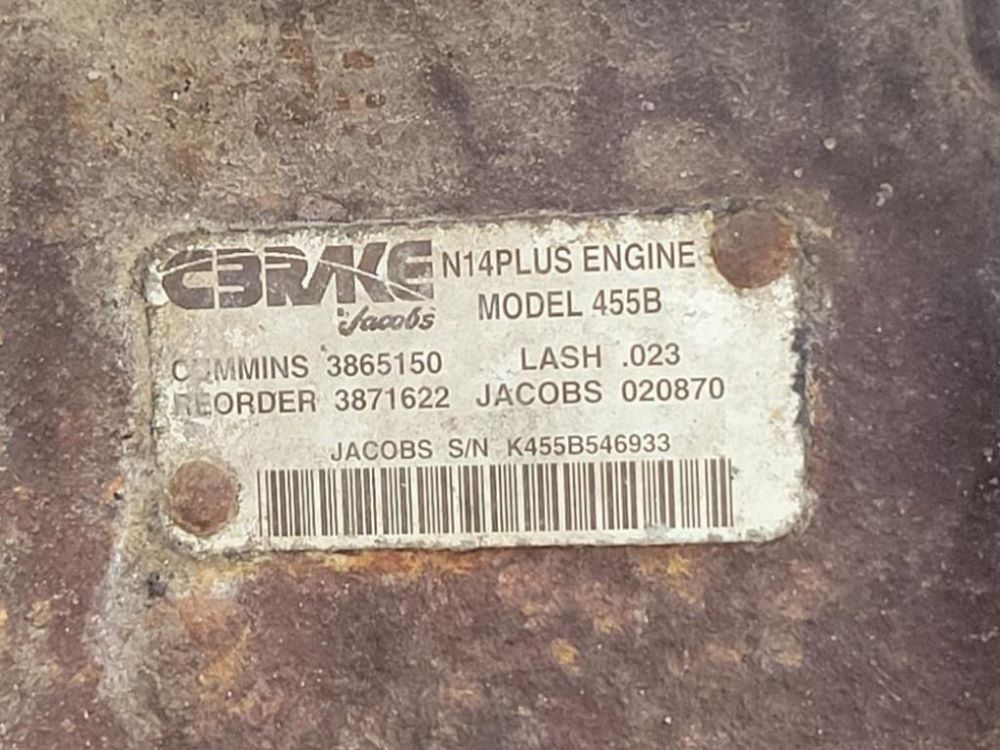 CBRAKE N14PLUS ENGINE
by Jacobs MODEL 455B
CUMMINS 3865150 LASH .023
REORDER 3871622 JACOBS 020870
JACOBS S/N K455B546933